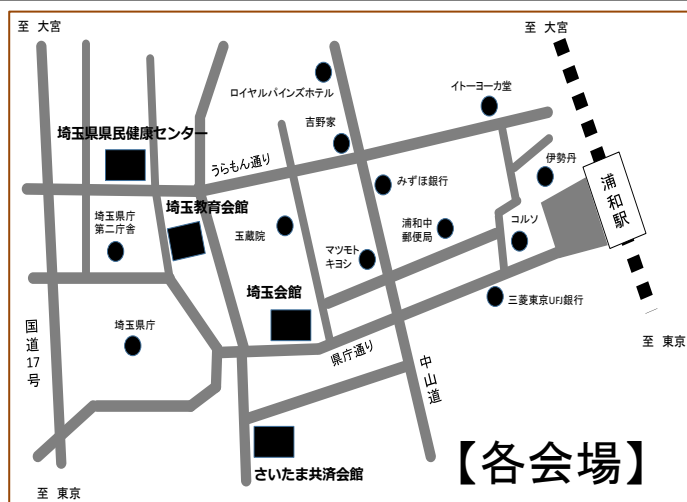 至 大宮
至 大宮
ロイヤルパインズホテル
イトーヨーカ堂
吉野家
埼玉県県民健康センター
うらもん通り
伊勢丹
みずほ銀行
浦和駅
埼玉教育会館
埼玉県庁
第二庁舎
玉蔵院
浦和中
郵便局
コルソ
マツモト
キヨシ
埼玉会館
三菱東京UFJ銀行
埼玉県庁
国道17号
県庁通り
至 東京
中山道
さいたま共済会館
【各会場】
至 東京